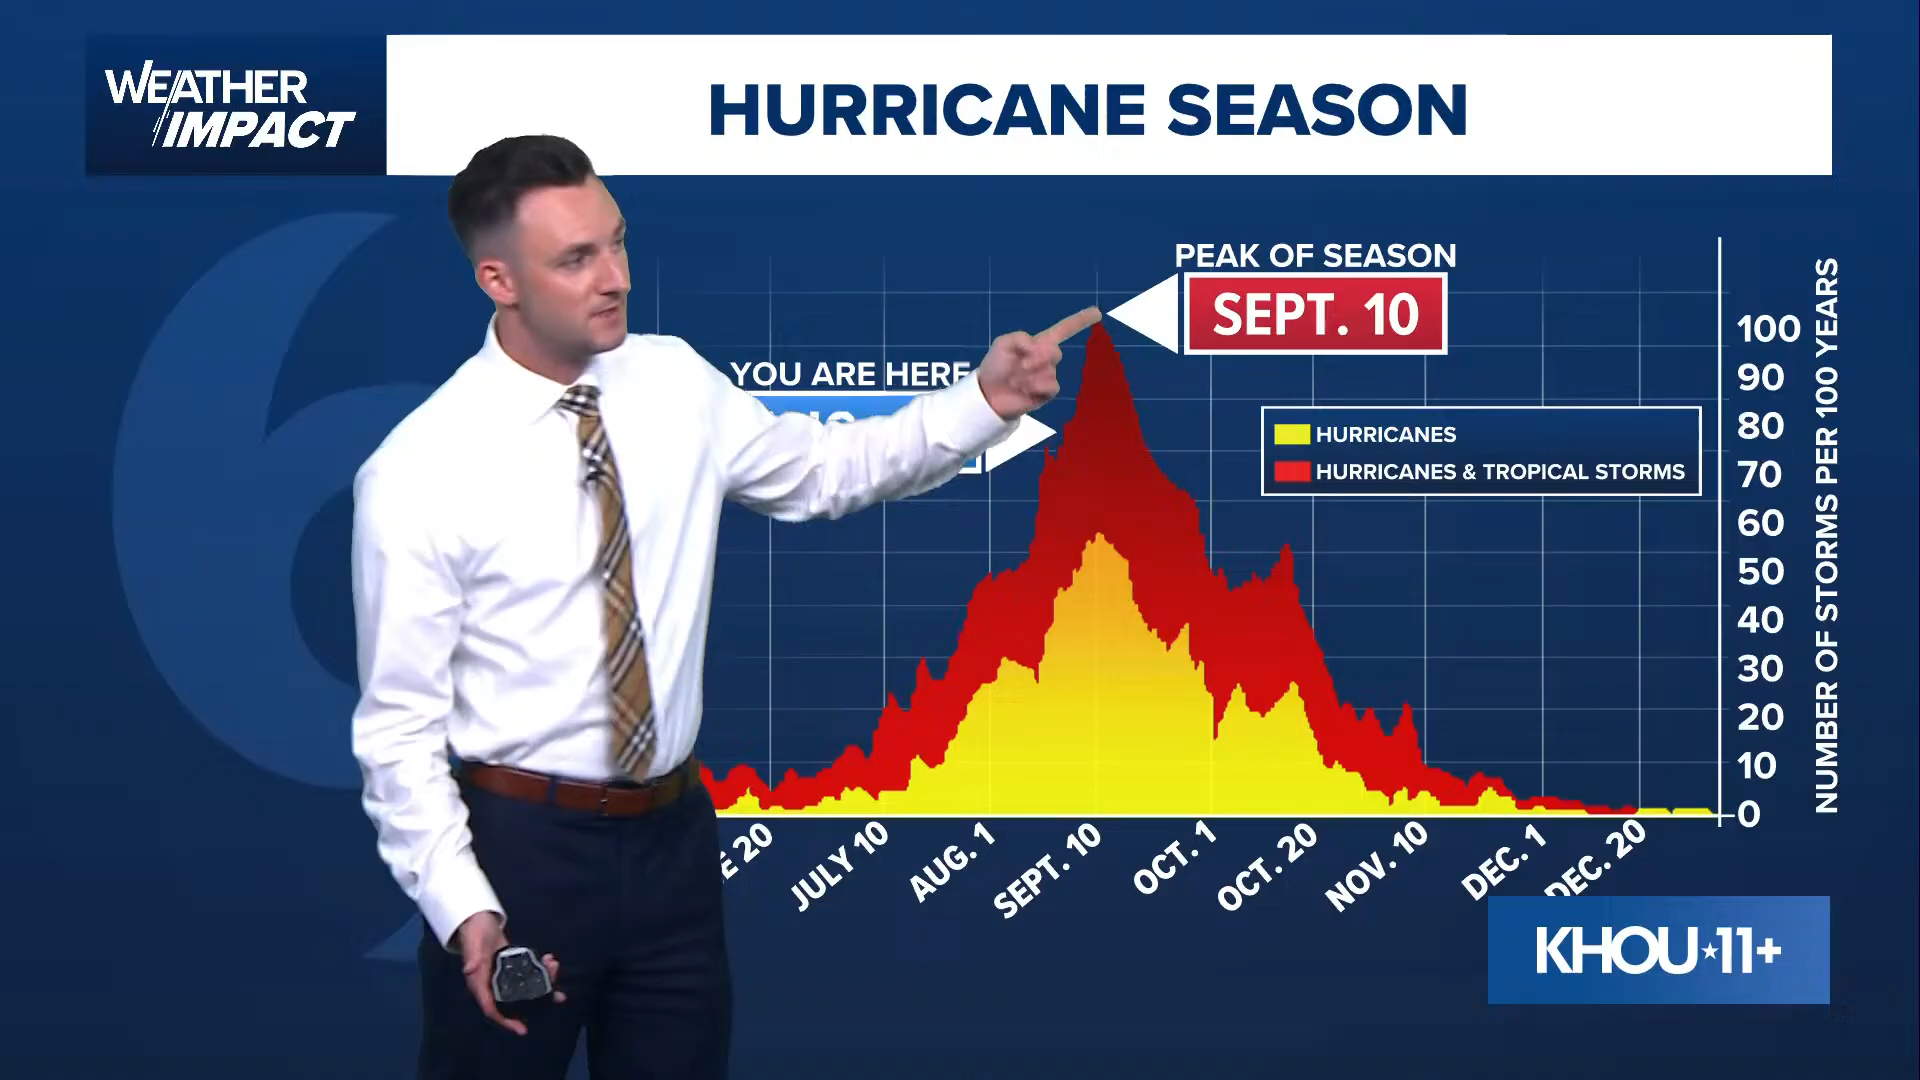 WEATHER
IMPACT
HURRICANE SEASON
PEAK OF SEASON
SEPT. 10
YOU ARE HERE
HURRICANES
HURRICANES & TROPICAL STORMS
100
90
80
70
60
50
40
30
20
10
0
NUMBER OF STORMS PER 100 YEARS
20
JULY 10
AUG. 1
SEPT. 10
OCT. 1
OCT. 20
NOV. 10
DEC. 1
DEC. 20
KHOU★11+